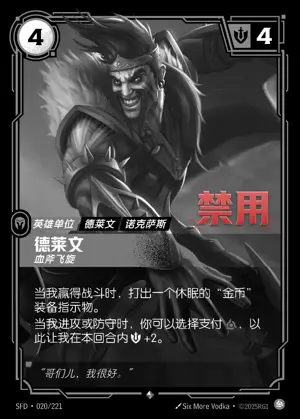 4
4
禁用
英雄单位 德莱文 诺克萨斯
德莱文
血斧飞旋
当我赢得战斗时，打出一个休眠的“金币”
装备指示物。
当我进攻或防守时，你可以选择支付，以
此让我在本回合内+2。
“哥们儿，我很好。”
SFD • 020/221
Six More Vodka • ©2025RGI